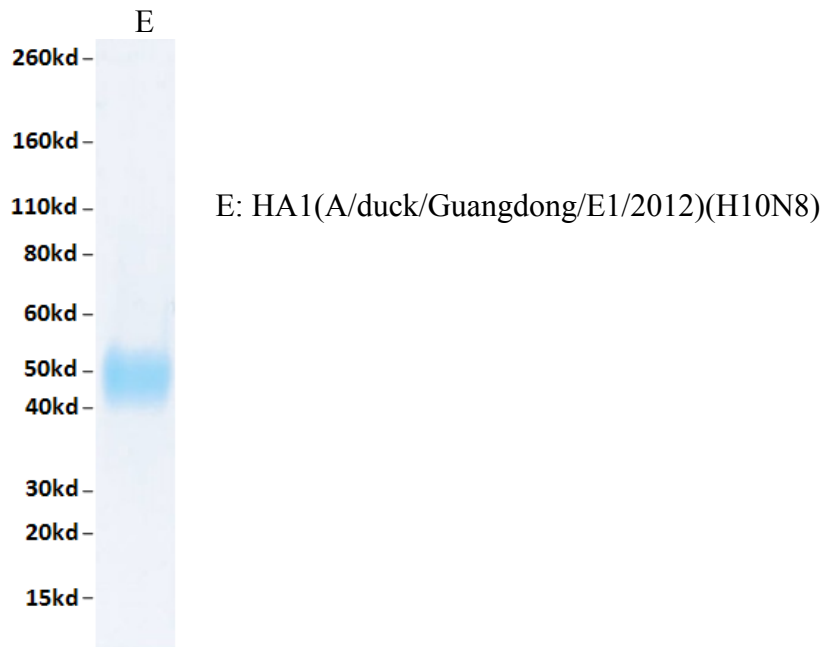 E
260kd
160kd
110kd
E: HA1(A/duck/Guangdong/E1/2012)(H10N8)
80kd
60kd
50kd
40kd
30kd
20kd
15kd